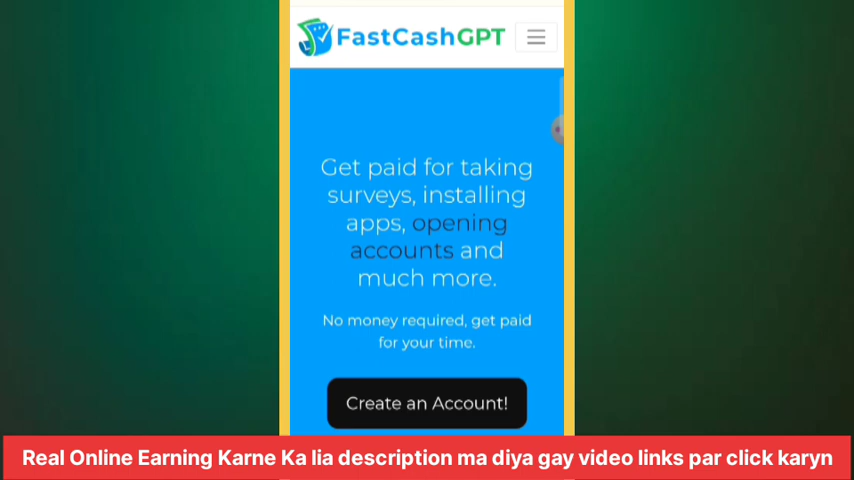 FastCashGPT
Get paid for taking
surveys, installing
apps, opening
accounts and
much more.
No money required, get paid
for your time.
Create an Account!
Real Online Earning Karne Ka lia description ma diya gay video links par click karyn